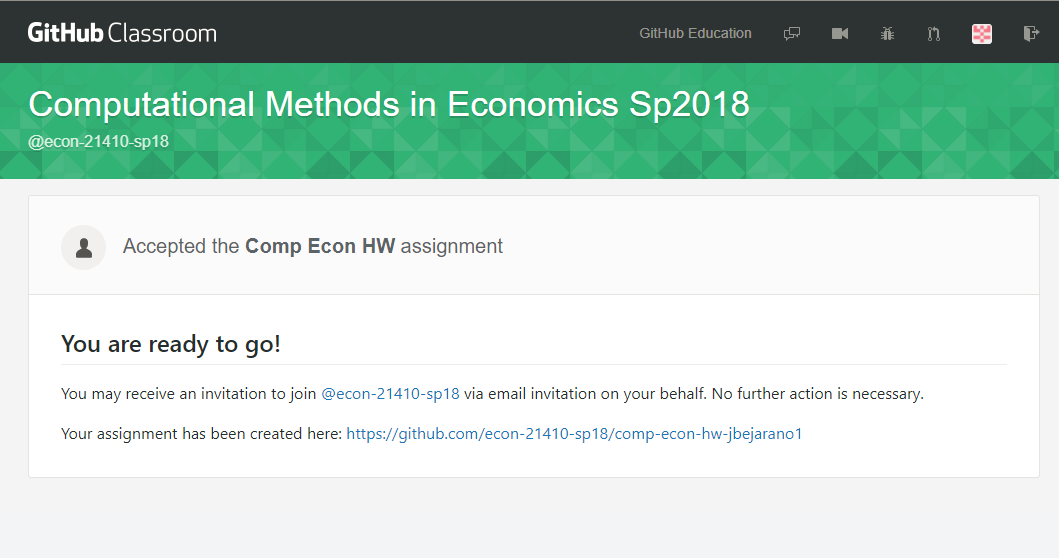 GitHub Classroom
GitHub Education
Computational Methods in Economics Sp2018
@econ-21410-sp18
Accepted the Comp Econ HW assignment
You are ready to go!
You may receive an invitation to join @econ-21410-sp18 via email invitation on your behalf. No further action is necessary.
Your assignment has been created here: https://github.com/econ-21410-sp18/comp-econ-hw-jbejarano1